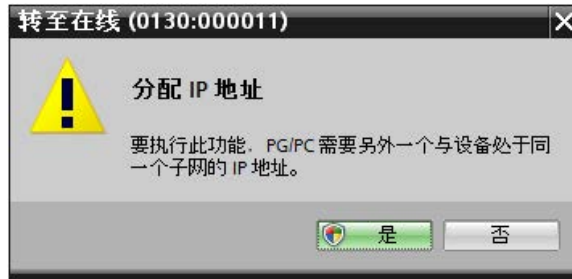 转至在线 (0130:000011)
分配 IP 地址
要执行此功能，PG/PC 需要另外一个与设备处于同
一个子网的 IP 地址。
是
否